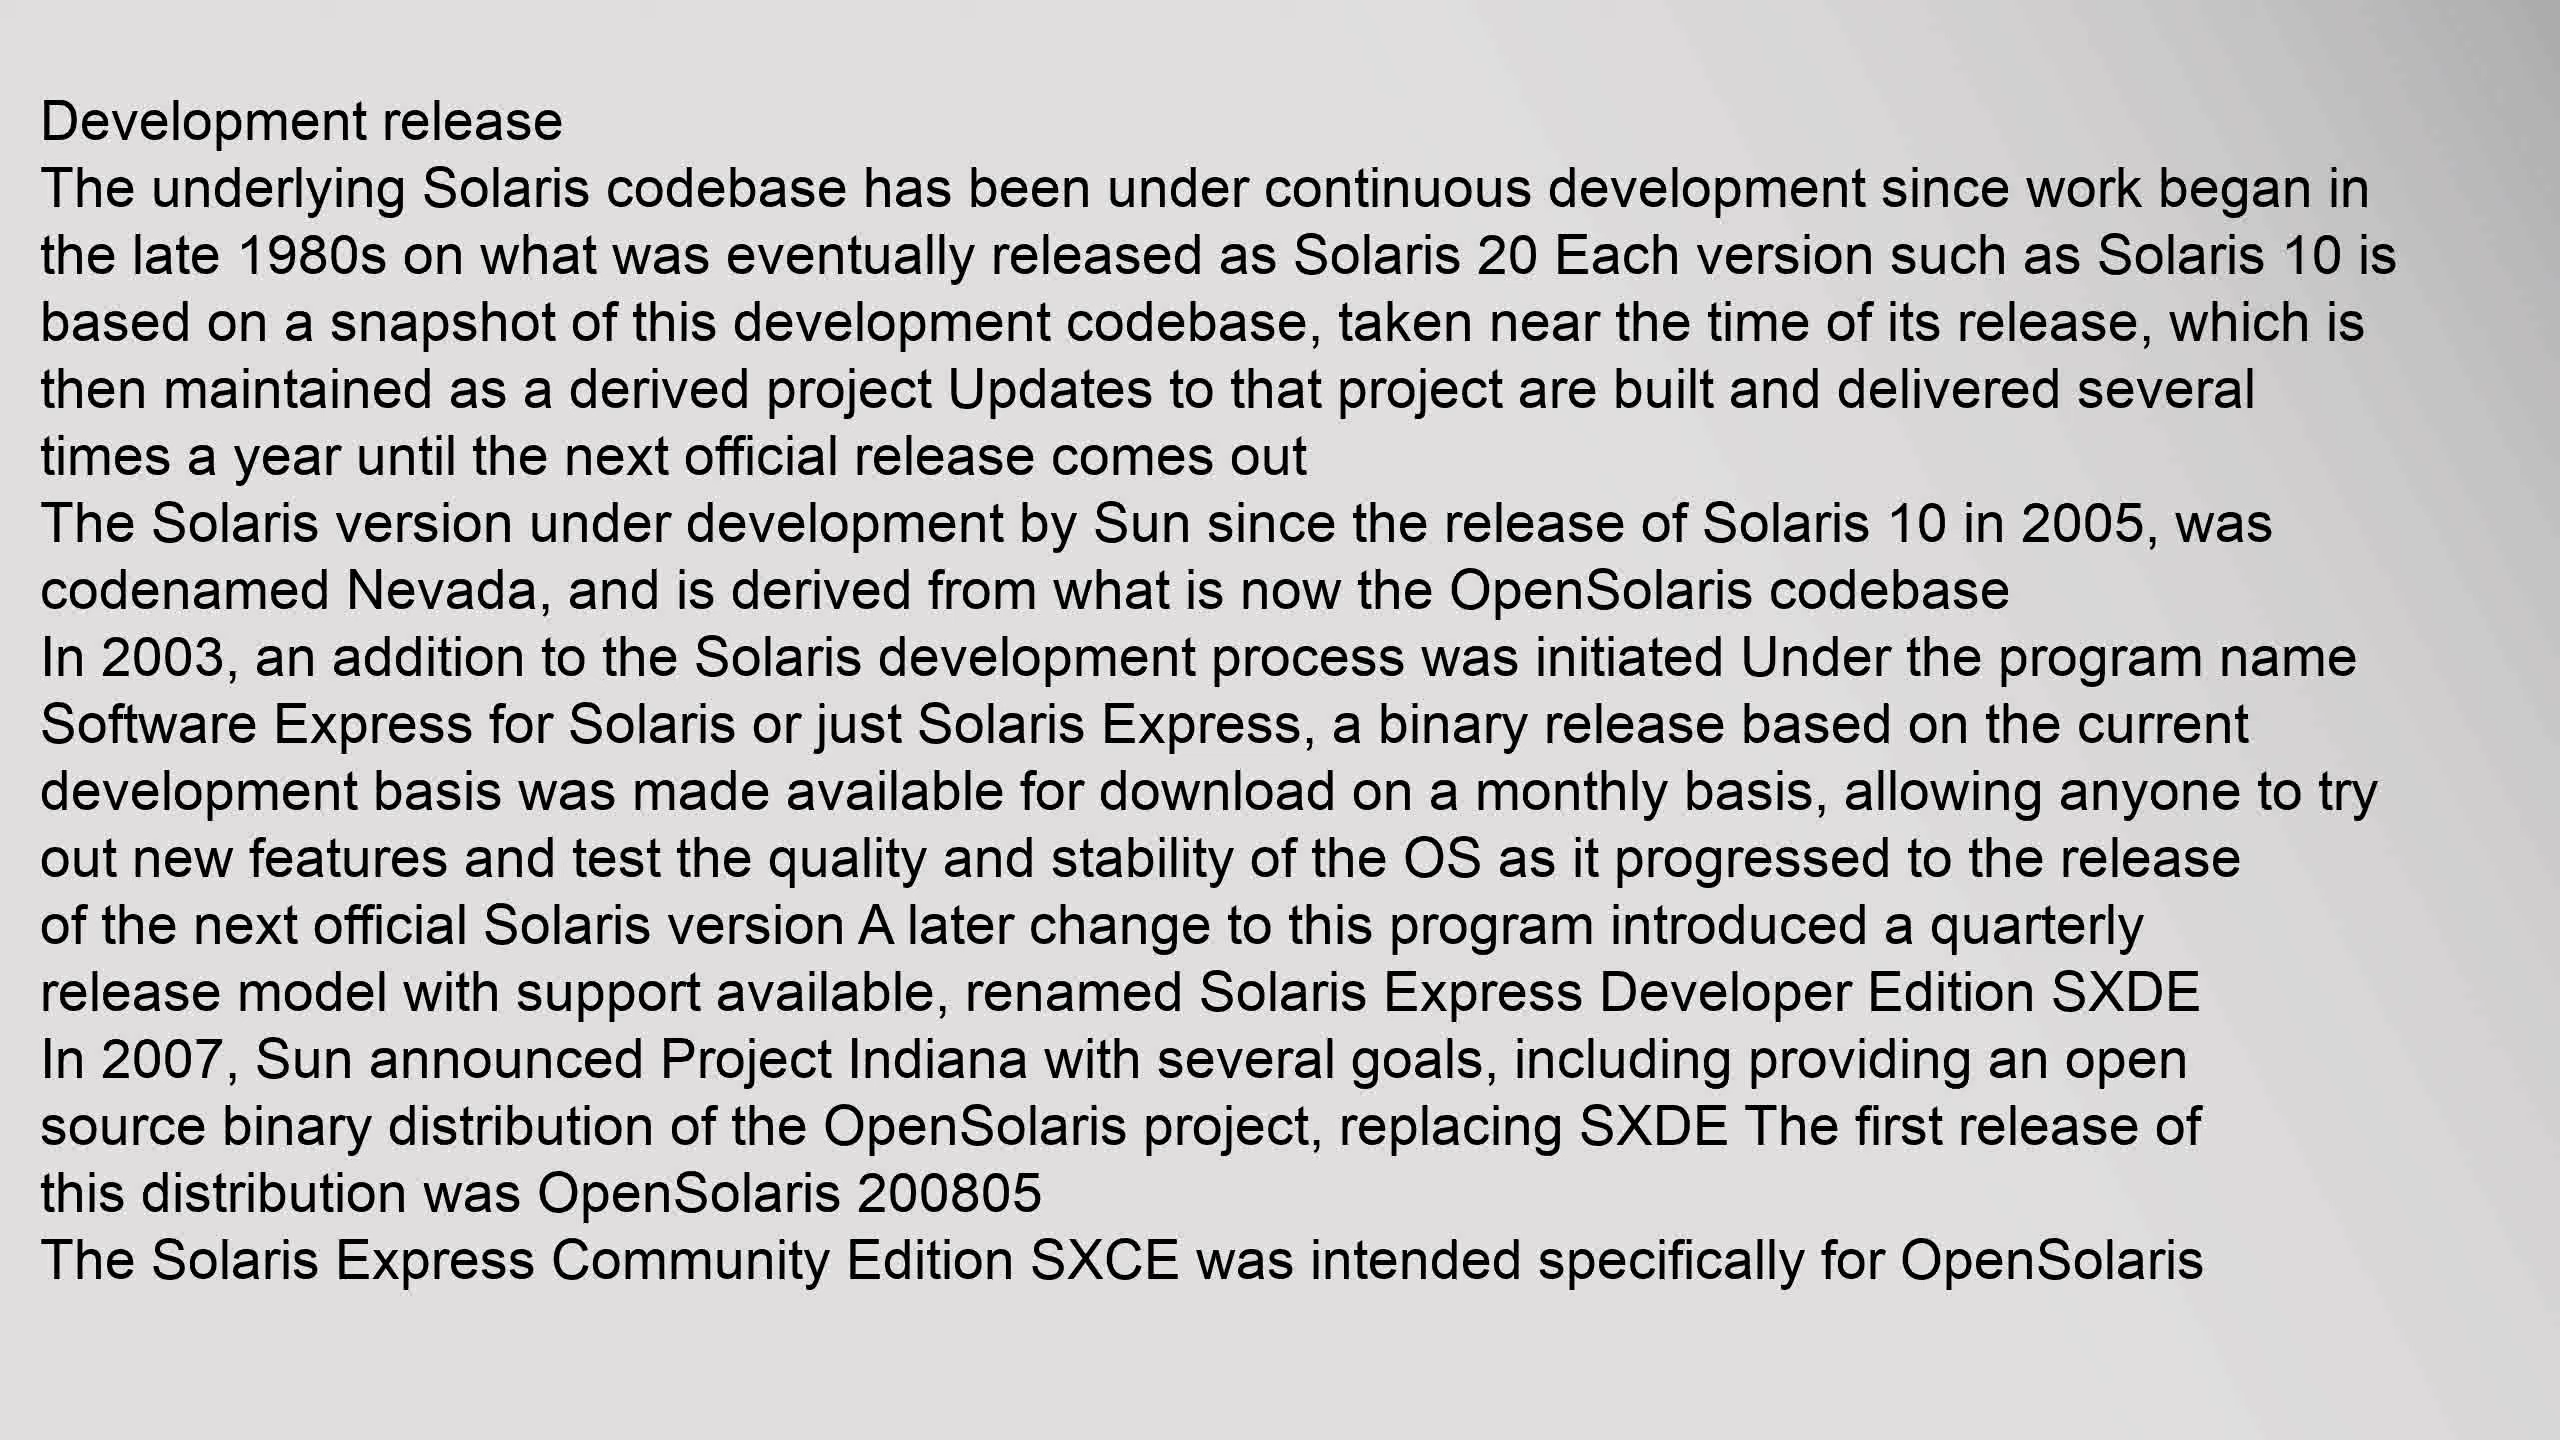 Development release
The underlying Solaris codebase has been under continuous development since work began in
the late 1980s on what was eventually released as Solaris 20 Each version such as Solaris 10 is
based on a snapshot of this development codebase, taken near the time of its release, which is
then maintained as a derived project Updates to that project are built and delivered several
times a year until the next official release comes out
The Solaris version under development by Sun since the release of Solaris 10 in 2005, was
codenamed Nevada, and is derived from what is now the OpenSolaris codebase
In 2003, an addition to the Solaris development process was initiated Under the program name
Software Express for Solaris or just Solaris Express, a binary release based on the current
development basis was made available for download on a monthly basis, allowing anyone to try
out new features and test the quality and stability of the OS as it progressed to the release
of the next official Solaris version A later change to this program introduced a quarterly
release model with support available, renamed Solaris Express Developer Edition SXDE
In 2007, Sun announced Project Indiana with several goals, including providing an open
source binary distribution of the OpenSolaris project, replacing SXDE The first release of
this distribution was OpenSolaris 200805
The Solaris Express Community Edition SXCE was intended specifically for OpenSolaris